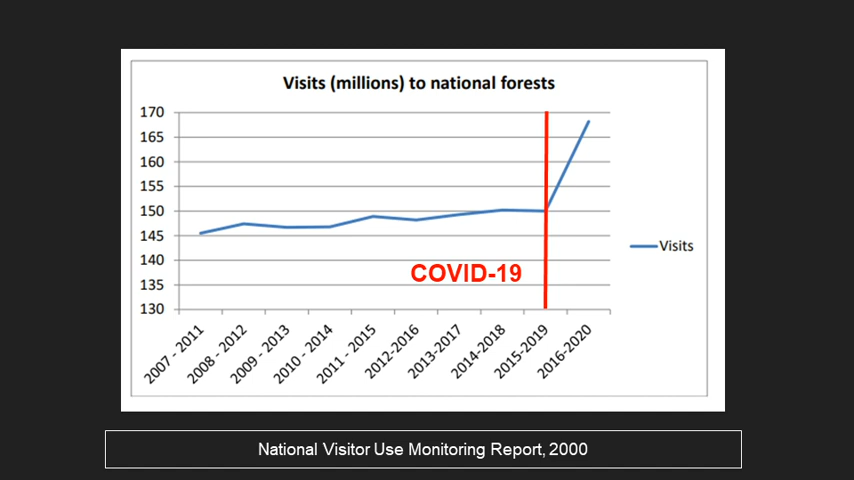 Visits (millions) to national forests
170
165
160
155
150
145
140
135
130
COVID-19
Visits
2007 - 2011
2008 - 2012
2009 - 2013
2010 - 2014
2011 - 2015
2012-2016
2013-2017
2014-2018
2015-2019
2016-2020
National Visitor Use Monitoring Report, 2000